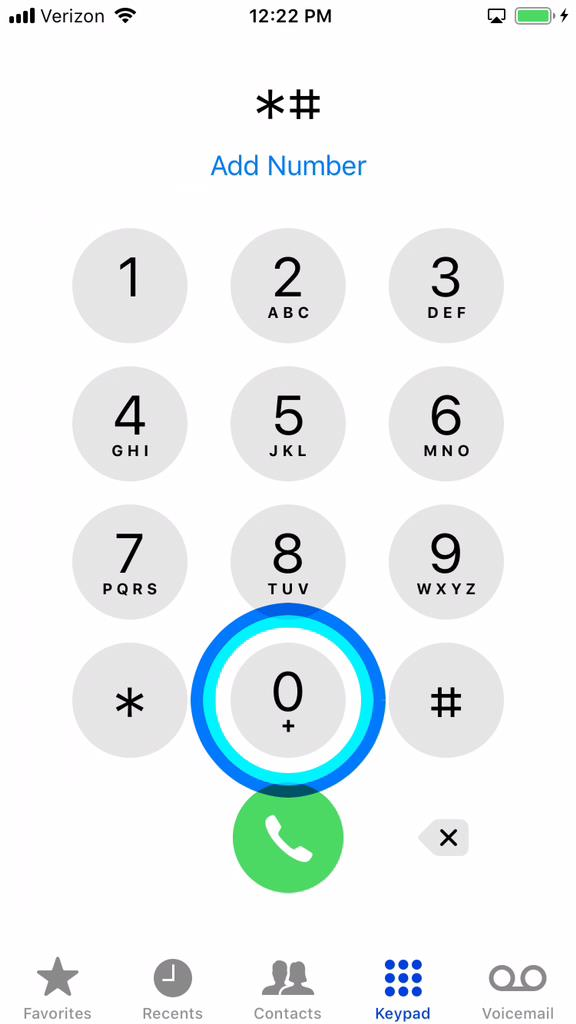 Verizon 12:22 PM
*#
Add Number
1 2 3
ABC DEF
4 5 6
GHI JKL MNO
7 8 9
PQRS TUV WXYZ
* 0 #
+
Favorites Recents Contacts Keypad Voicemail